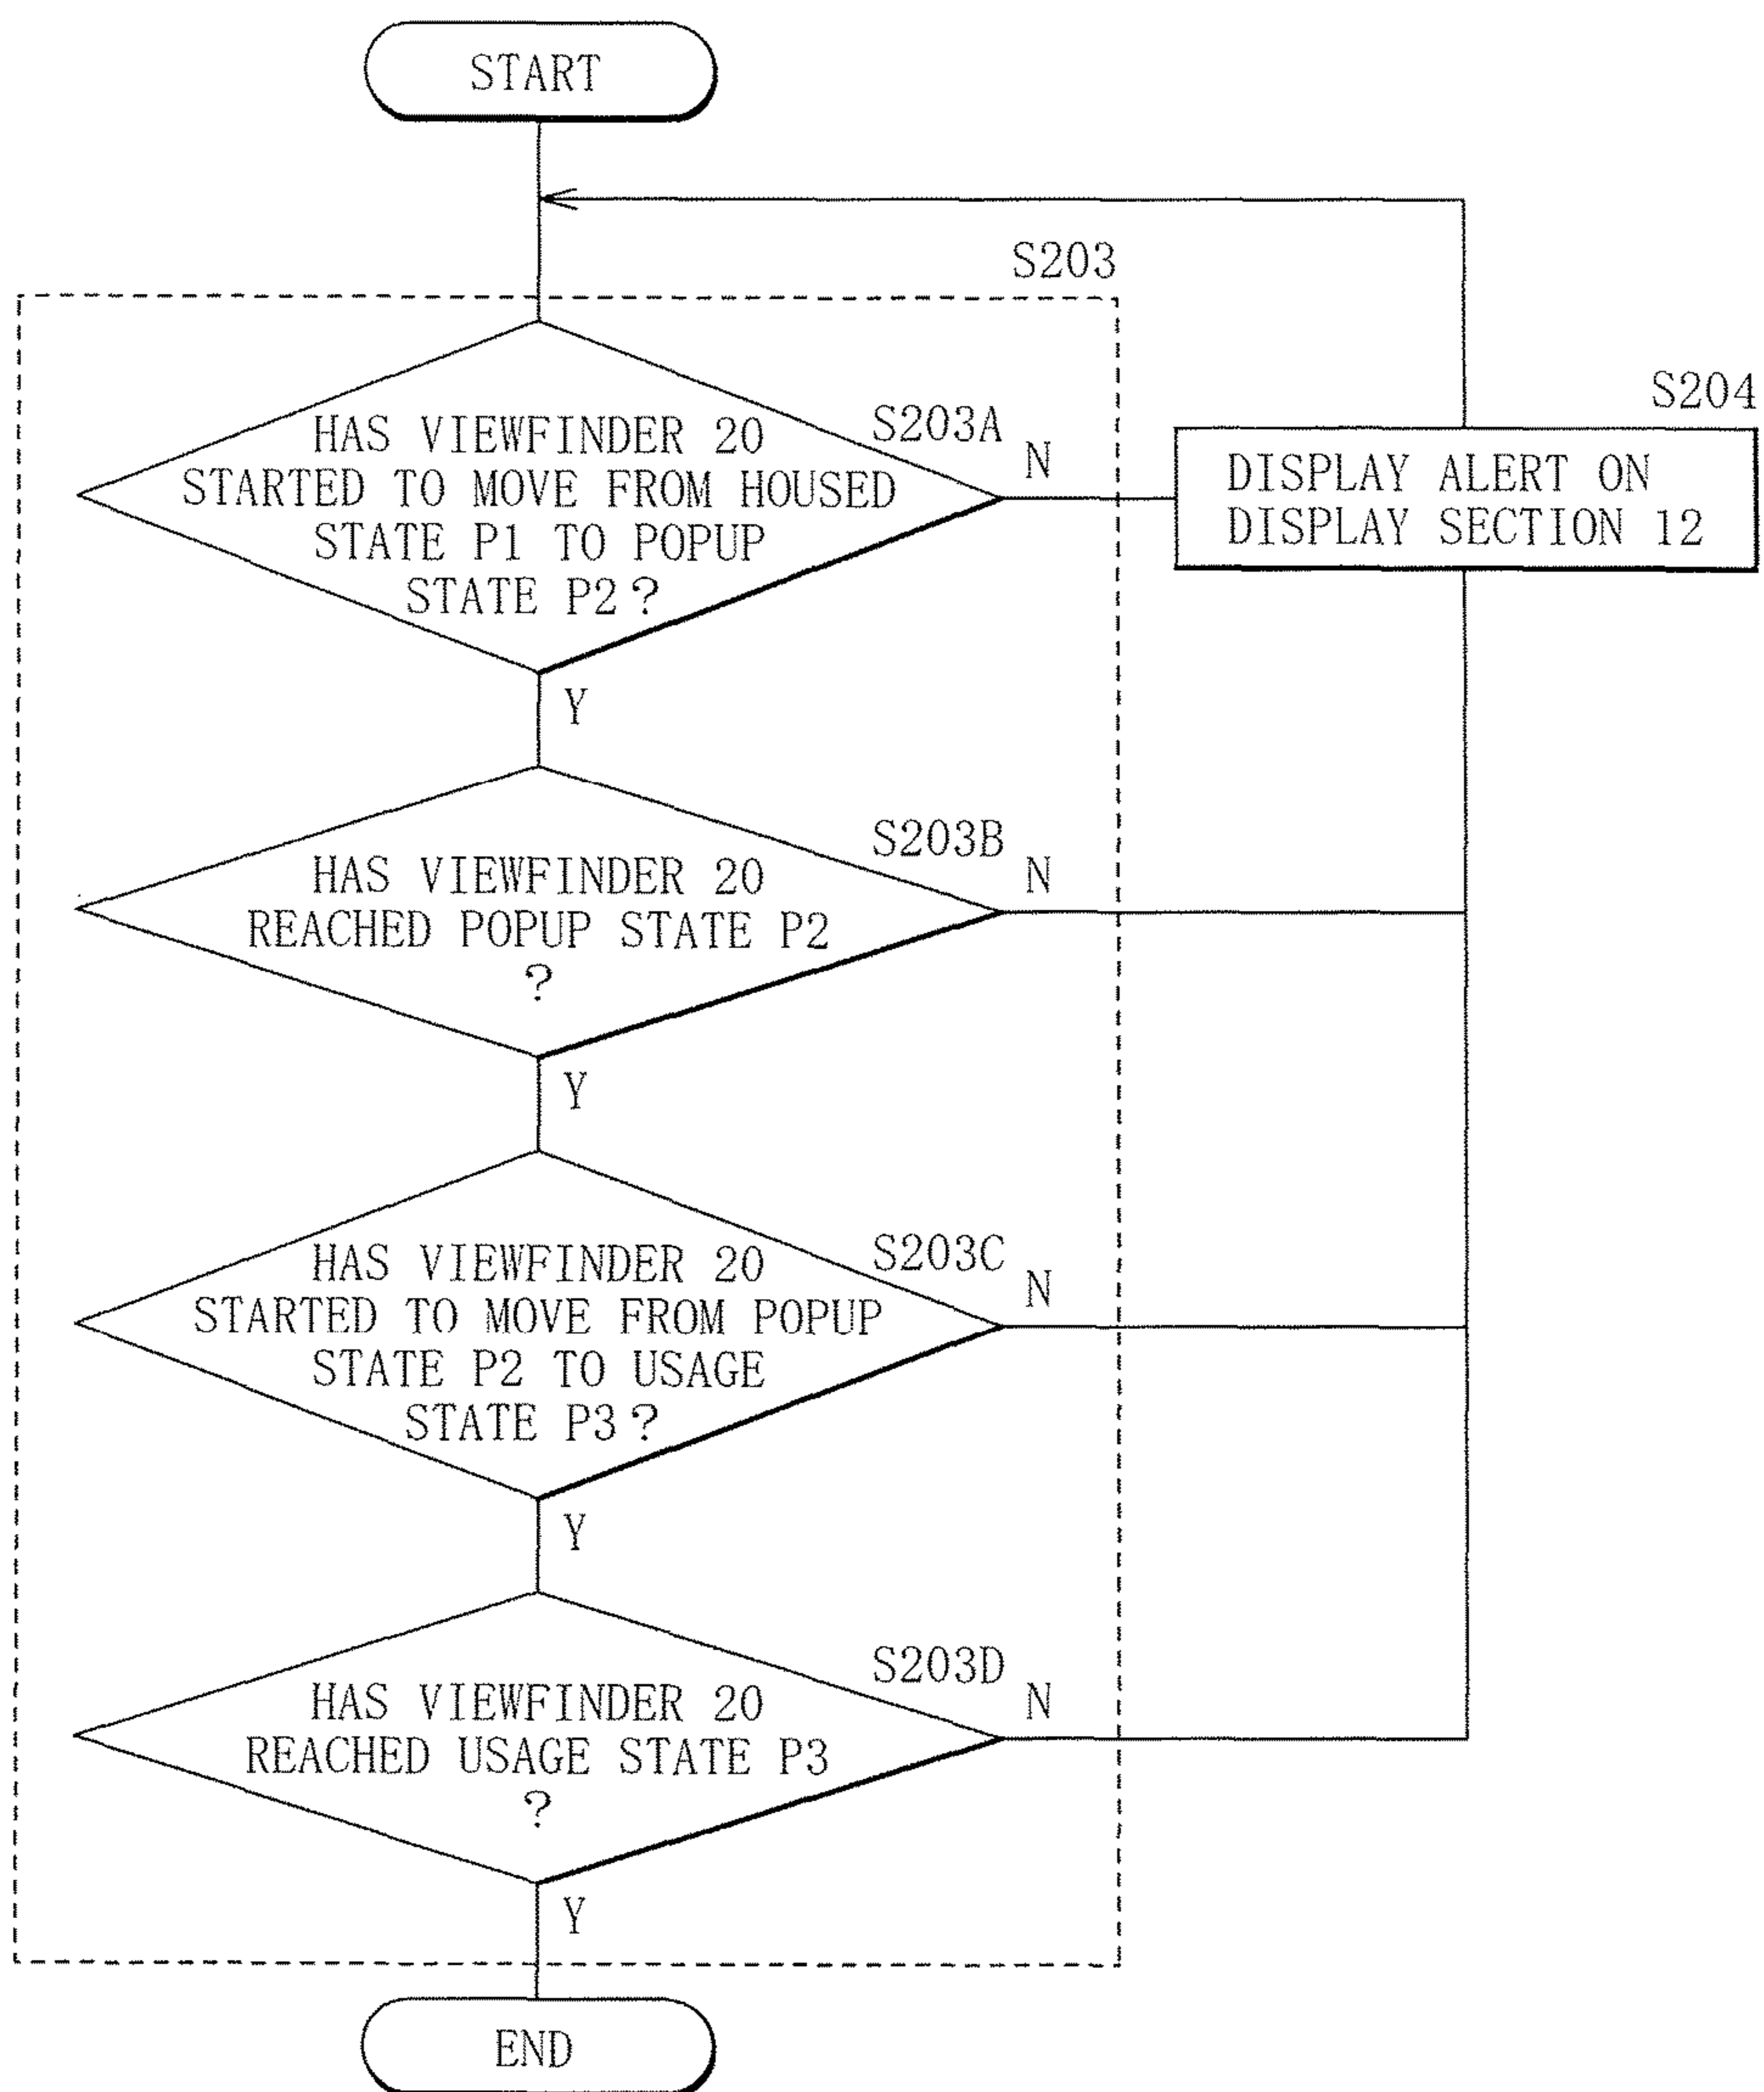 START
S203
HAS VIEWFINDER 20
STARTED TO MOVE FROM HOUSED
STATE P1 TO POPUP
STATE P2?
S203A
N
S204
DISPLAY ALERT ON
DISPLAY SECTION 12
Y
HAS VIEWFINDER 20
REACHED POPUP STATE P2
?
S203B
N
Y
HAS VIEWFINDER 20
STARTED TO MOVE FROM POPUP
STATE P2 TO USAGE
STATE P3?
S203C
N
Y
HAS VIEWFINDER 20
REACHED USAGE STATE P3
?
S203D
N
Y
END